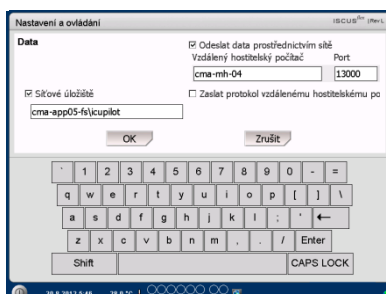 Nastavení a ovládání
ISCUS flex
Data
Odeslat data prostřednictvím sítě
Vzdálený hostitelský počítač Port
cma-mh-04 13000
Síťové úložiště
Zaslat protokol vzdálenému hostitelskému po
cma-app05-fs\icupilot
OK Zrušit
` 1 2 3 4 5 6 7 8 9 0 - =
q w e r t y u i o p [ ] \
a s d f g h j k l ; ' ←
z x c v b n m , . / Enter
Shift CAPS LOCK